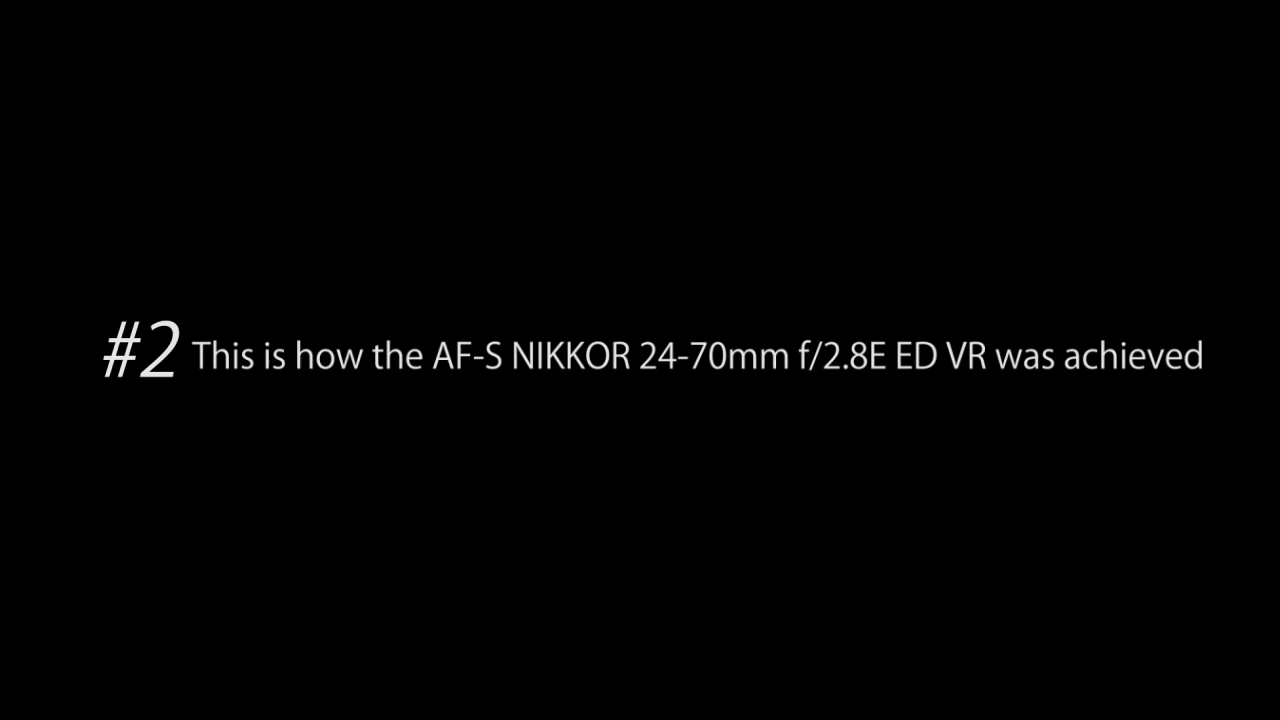 #2 This is how the AF-S NIKKOR 24-70mm f/2.8E ED VR was achieved